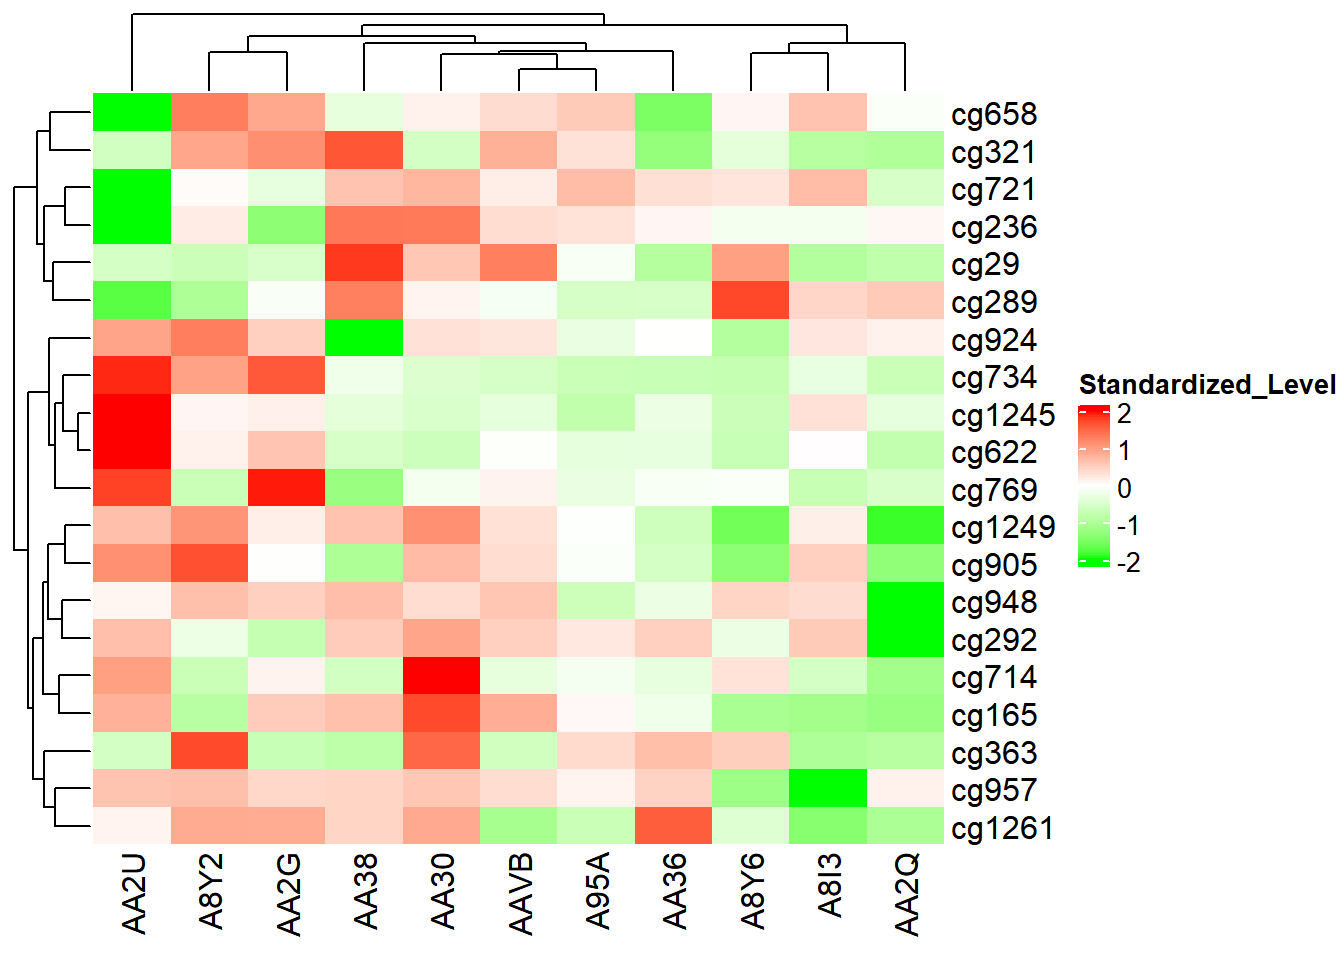 cg658
cg321
cg721
cg236
cg29
cg289
cg924
cg734
cg1245
cg622
cg769
cg1249
cg905
cg948
cg292
cg714
cg165
cg363
cg957
cg1261
AA2U
A8Y2
AA2G
AA38
AA30
AAVB
A95A
AA36
A8Y6
A8I3
AA2Q
Standardized_Level
2
1
0
-1
-2